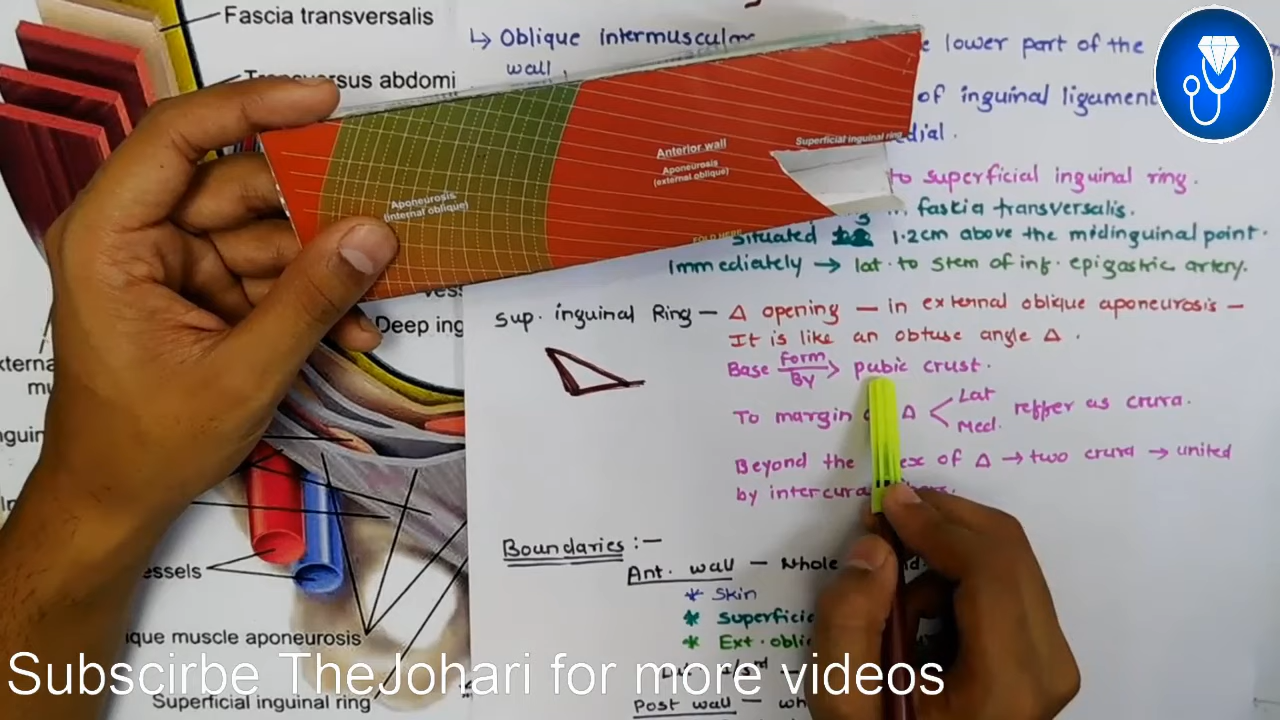 Fascia transversalis
Transversus abdomi
↳ Oblique intermuscular
wall.
lower part of the
of inguinal ligament
to superficial inguinal ring.
in fascia transversalis.
Situated 1.2cm above the midinguinal point.
Immediately → lat. to stem of inf. epigastric artery.
Anterior wall
Aponeurosis
(external oblique)
Superficial inguinal ring
Aponeurosis
(internal oblique)
FOLD HERE
Deep ing
Sup. inguinal Ring — Δ opening — in external oblique aponeurosis —
It is like an obtuse angle Δ.
Base form By → pubic crust.
To margin Δ < Lat Med. reffer as crura.
Beyond the Δ → two crura → united
by intercura
Boundaries :—
Ant. wall — Whole
* Skin
* Superficia
* Ext. obli
Post wall — wh
essels
ique muscle aponeurosis
Superficial inguinal ring
Subscirbe TheJohari for more videos